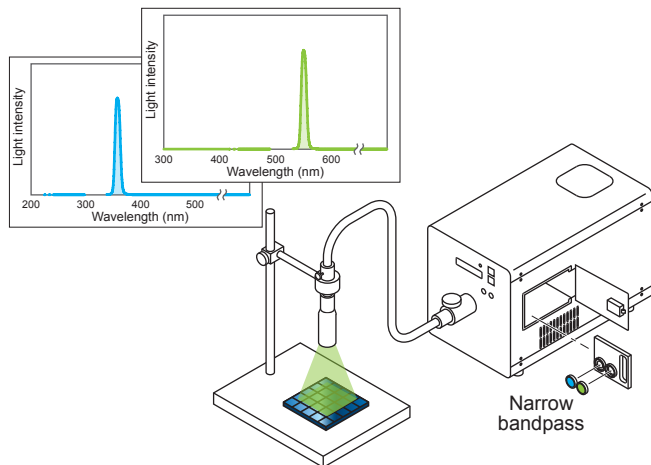 Light intensity
300 400 500 600
Wavelength (nm)
Light intensity
200 300 400 500
Wavelength (nm)
Narrow
bandpass